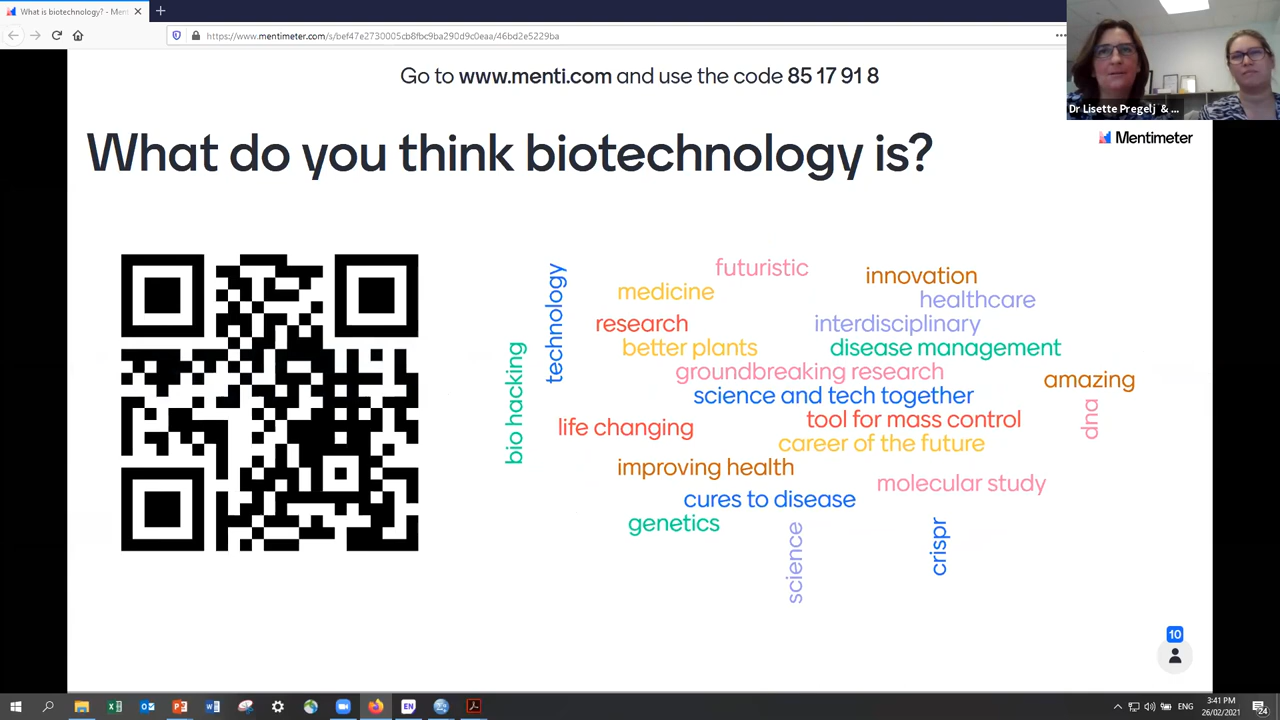 What is biotechnology? - Ment
https://www.mentimeter.com/s/bef47e2730005cb8fbc9ba290d9c0eaa/46bd2e5229ba
Dr Lisette Pregelj & ...
Go to www.menti.com and use the code 85 17 91 8
Mentimeter
What do you think biotechnology is?
futuristic
innovation
medicine
healthcare
technology
research
interdisciplinary
better plants
disease management
bio hacking
groundbreaking research
amazing
science and tech together
dna
tool for mass control
life changing
career of the future
improving health
molecular study
cures to disease
genetics
science
crispr
10
EN
ENG
3:41 PM
26/02/2021
24